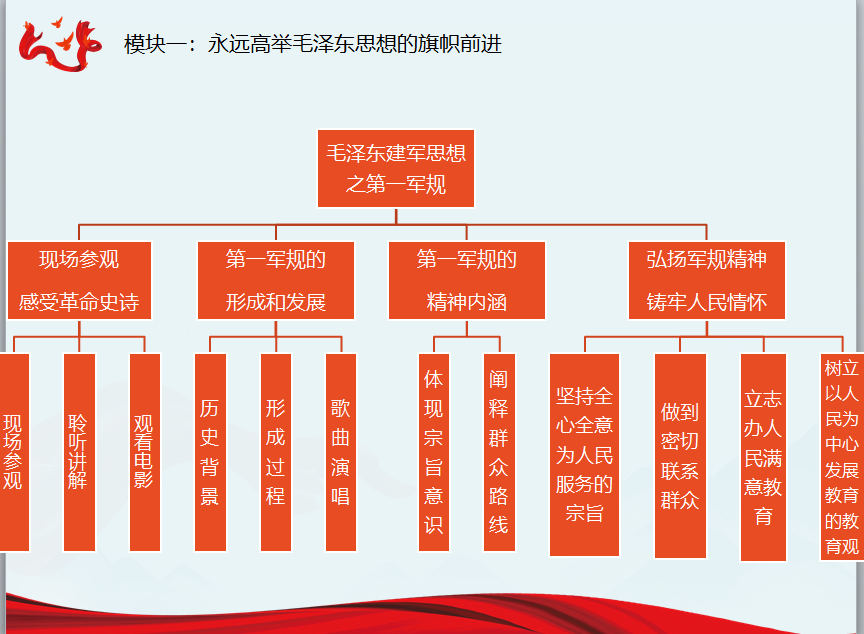 模块一：永远高举毛泽东思想的旗帜前进
毛泽东建军思想
之第一军规
现场参观
感受革命史诗
第一军规的
形成和发展
第一军规的
精神内涵
弘扬军规精神
铸牢人民情怀
现场参观
聆听讲解
观看电影
历史背景
形成过程
歌曲演唱
体现宗旨意识
阐释群众路线
坚持全
心全意
为人民
服务的
宗旨
做到
密切
联系
群众
立志
办人
民满
意教
育
树立
以人
民为
中心
发展
教育
的教
育观